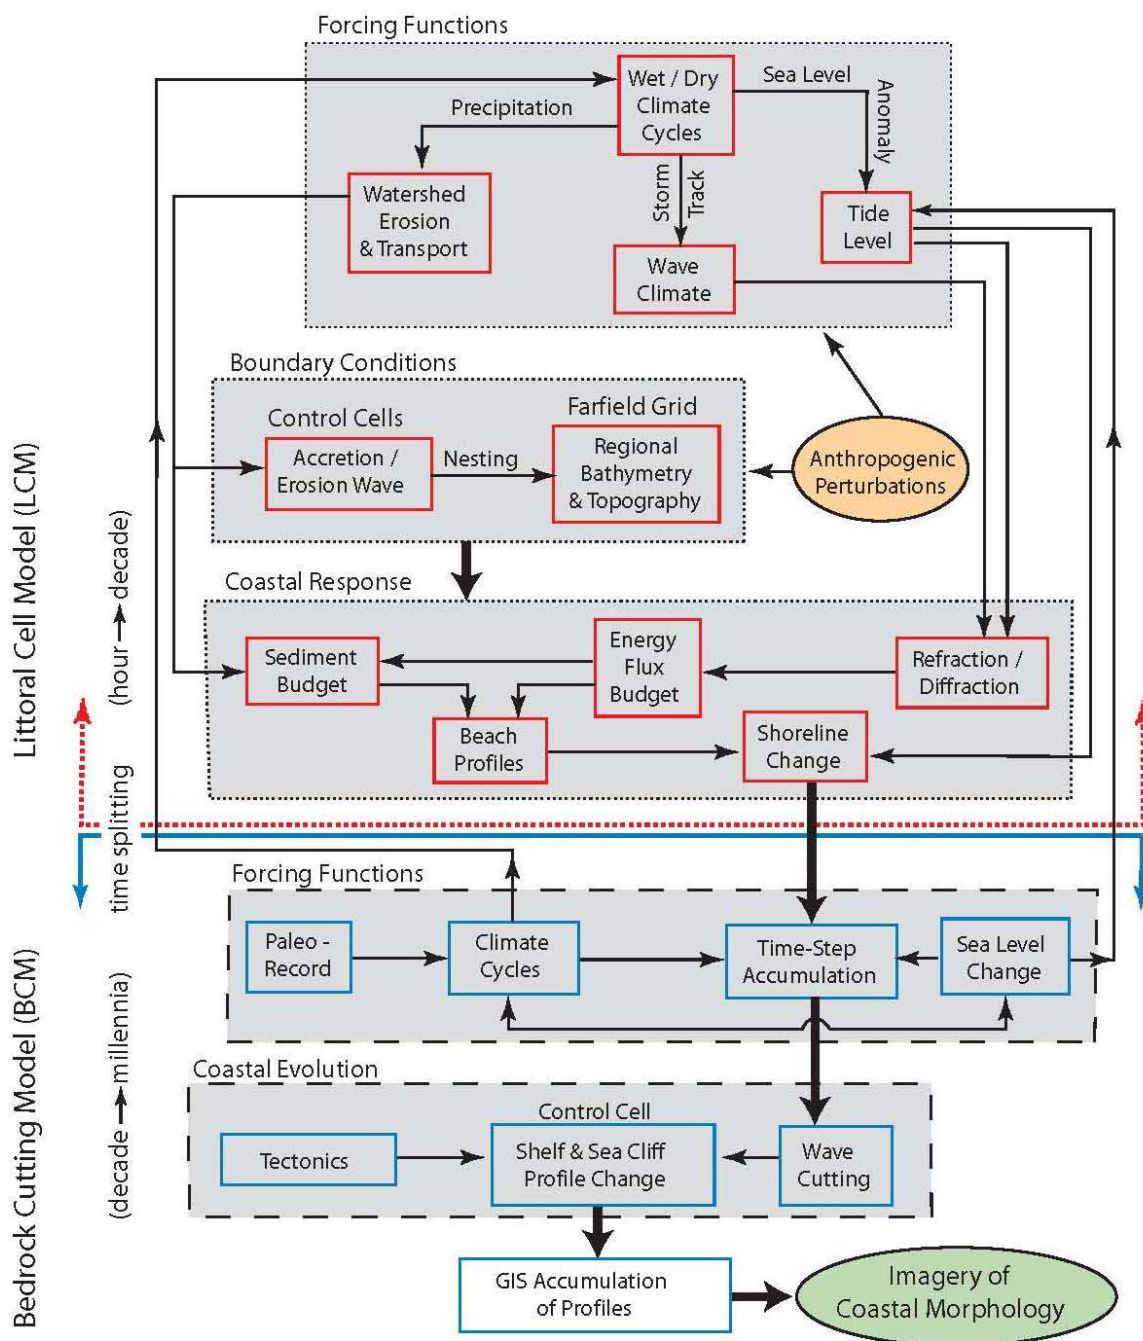 Forcing Functions
Wet / Dry
Climate
Cycles
Sea Level
Anomaly
Precipitation
Storm
Track
Watershed
Erosion
& Transport
Tide
Level
Wave
Climate
Boundary Conditions
Control Cells
Accretion /
Erosion Wave
Nesting
Farfield Grid
Regional
Bathymetry
& Topography
Anthropogenic
Perturbations
Littoral Cell Model (LCM)
(hour → decade)
Coastal Response
Sediment
Budget
Energy
Flux
Budget
Refraction /
Diffraction
Beach
Profiles
Shoreline
Change
time splitting
Bedrock Cutting Model (BCM)
(decade → millennia)
Forcing Functions
Paleo -
Record
Climate
Cycles
Time-Step
Accumulation
Sea Level
Change
Coastal Evolution
Control Cell
Tectonics
Shelf & Sea Cliff
Profile Change
Wave
Cutting
GIS Accumulation
of Profiles
Imagery of
Coastal Morphology